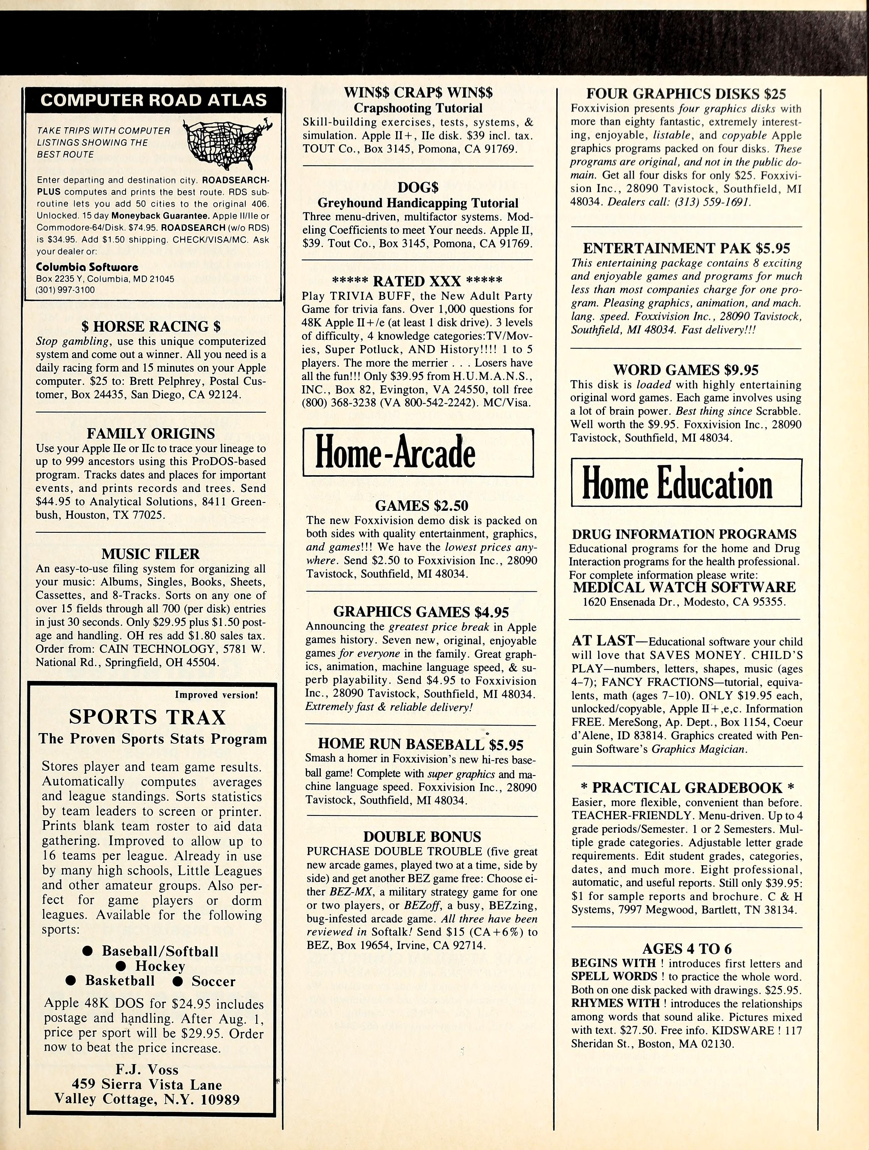 COMPUTER ROAD ATLAS
TAKE TRIPS WITH COMPUTER
LISTINGS SHOWING THE
BEST ROUTE
Enter departing and destination city. ROADSEARCH-
PLUS computes and prints the best route. RDS sub-
routine lets you add 50 cities to the original 406.
Unlocked. 15 day Moneyback Guarantee. Apple II/IIe or
Commodore-64/Disk. $74.95. ROADSEARCH (w/o RDS)
is $34.95. Add $1.50 shipping. CHECK/VISA/MC. Ask
your dealer or:
Columbia Software
Box 2235 Y, Columbia, MD 21045
(301) 997-3100
$ HORSE RACING $
Stop gambling, use this unique computerized
system and come out a winner. All you need is a
daily racing form and 15 minutes on your Apple
computer. $25 to: Brett Pelphrey, Postal Cus-
tomer, Box 24435, San Diego, CA 92124.
FAMILY ORIGINS
Use your Apple IIe or IIc to trace your lineage to
up to 999 ancestors using this ProDOS-based
program. Tracks dates and places for important
events, and prints records and trees. Send
$44.95 to Analytical Solutions, 8411 Green-
bush, Houston, TX 77025.
MUSIC FILER
An easy-to-use filing system for organizing all
your music: Albums, Singles, Books, Sheets,
Cassettes, and 8-Tracks. Sorts on any one of
over 15 fields through all 700 (per disk) entries
in just 30 seconds. Only $29.95 plus $1.50 post-
age and handling. OH res add $1.80 sales tax.
Order from: CAIN TECHNOLOGY, 5781 W.
National Rd., Springfield, OH 45504.
Improved version!
SPORTS TRAX
The Proven Sports Stats Program
Stores player and team game results.
Automatically computes averages
and league standings. Sorts statistics
by team leaders to screen or printer.
Prints blank team roster to aid data
gathering. Improved to allow up to
16 teams per league. Already in use
by many high schools, Little Leagues
and other amateur groups. Also per-
fect for game players or dorm
leagues. Available for the following
sports:
● Baseball/Softball
● Hockey
● Basketball ● Soccer
Apple 48K DOS for $24.95 includes
postage and handling. After Aug. 1,
price per sport will be $29.95. Order
now to beat the price increase.
F.J. Voss
459 Sierra Vista Lane
Valley Cottage, N.Y. 10989
WIN$$ CRAP$ WIN$$
Crapshooting Tutorial
Skill-building exercises, tests, systems, &
simulation. Apple II+, IIe disk. $39 incl. tax.
TOUT Co., Box 3145, Pomona, CA 91769.
DOG$
Greyhound Handicapping Tutorial
Three menu-driven, multifactor systems. Mod-
eling Coefficients to meet Your needs. Apple II,
$39. Tout Co., Box 3145, Pomona, CA 91769.
***** RATED XXX *****
Play TRIVIA BUFF, the New Adult Party
Game for trivia fans. Over 1,000 questions for
48K Apple II+/e (at least 1 disk drive). 3 levels
of difficulty, 4 knowledge categories:TV/Mov-
ies, Super Potluck, AND History!!!! 1 to 5
players. The more the merrier . . . Losers have
all the fun!!! Only $39.95 from H.U.M.A.N.S.,
INC., Box 82, Evington, VA 24550, toll free
(800) 368-3238 (VA 800-542-2242). MC/Visa.
Home-Arcade
GAMES $2.50
The new Foxxivision demo disk is packed on
both sides with quality entertainment, graphics,
and games!!! We have the lowest prices any-
where. Send $2.50 to Foxxivision Inc., 28090
Tavistock, Southfield, MI 48034.
GRAPHICS GAMES $4.95
Announcing the greatest price break in Apple
games history. Seven new, original, enjoyable
games for everyone in the family. Great graph-
ics, animation, machine language speed, & su-
perb playability. Send $4.95 to Foxxivision
Inc., 28090 Tavistock, Southfield, MI 48034.
Extremely fast & reliable delivery!
HOME RUN BASEBALL $5.95
Smash a homer in Foxxivision's new hi-res base-
ball game! Complete with super graphics and ma-
chine language speed. Foxxivision Inc., 28090
Tavistock, Southfield, MI 48034.
DOUBLE BONUS
PURCHASE DOUBLE TROUBLE (five great
new arcade games, played two at a time, side by
side) and get another BEZ game free: Choose ei-
ther BEZ-MX, a military strategy game for one
or two players, or BEZoff, a busy, BEZzing,
bug-infested arcade game. All three have been
reviewed in Softalk! Send $15 (CA+6%) to
BEZ, Box 19654, Irvine, CA 92714.
FOUR GRAPHICS DISKS $25
Foxxivision presents four graphics disks with
more than eighty fantastic, extremely interest-
ing, enjoyable, listable, and copyable Apple
graphics programs packed on four disks. These
programs are original, and not in the public do-
main. Get all four disks for only $25. Foxxivi-
sion Inc., 28090 Tavistock, Southfield, MI
48034. Dealers call: (313) 559-1691.
ENTERTAINMENT PAK $5.95
This entertaining package contains 8 exciting
and enjoyable games and programs for much
less than most companies charge for one pro-
gram. Pleasing graphics, animation, and mach.
lang. speed. Foxxivision Inc., 28090 Tavistock,
Southfield, MI 48034. Fast delivery!!!
WORD GAMES $9.95
This disk is loaded with highly entertaining
original word games. Each game involves using
a lot of brain power. Best thing since Scrabble.
Well worth the $9.95. Foxxivision Inc., 28090
Tavistock, Southfield, MI 48034.
Home Education
DRUG INFORMATION PROGRAMS
Educational programs for the home and Drug
Interaction programs for the health professional.
For complete information please write:
MEDICAL WATCH SOFTWARE
1620 Ensenada Dr., Modesto, CA 95355.
AT LAST—Educational software your child
will love that SAVES MONEY. CHILD'S
PLAY—numbers, letters, shapes, music (ages
4-7); FANCY FRACTIONS—tutorial, equiva-
lents, math (ages 7-10). ONLY $19.95 each,
unlocked/copyable, Apple II+,e,c. Information
FREE. MereSong, Ap. Dept., Box 1154, Coeur
d'Alene, ID 83814. Graphics created with Pen-
guin Software's Graphics Magician.
* PRACTICAL GRADEBOOK *
Easier, more flexible, convenient than before.
TEACHER-FRIENDLY. Menu-driven. Up to 4
grade periods/Semester. 1 or 2 Semesters. Mul-
tiple grade categories. Adjustable letter grade
requirements. Edit student grades, categories,
dates, and much more. Eight professional,
automatic, and useful reports. Still only $39.95:
$1 for sample reports and brochure. C & H
Systems, 7997 Megwood, Bartlett, TN 38134.
AGES 4 TO 6
BEGINS WITH ! introduces first letters and
SPELL WORDS ! to practice the whole word.
Both on one disk packed with drawings. $25.95.
RHYMES WITH ! introduces the relationships
among words that sound alike. Pictures mixed
with text. $27.50. Free info. KIDSWARE ! 117
Sheridan St., Boston, MA 02130.